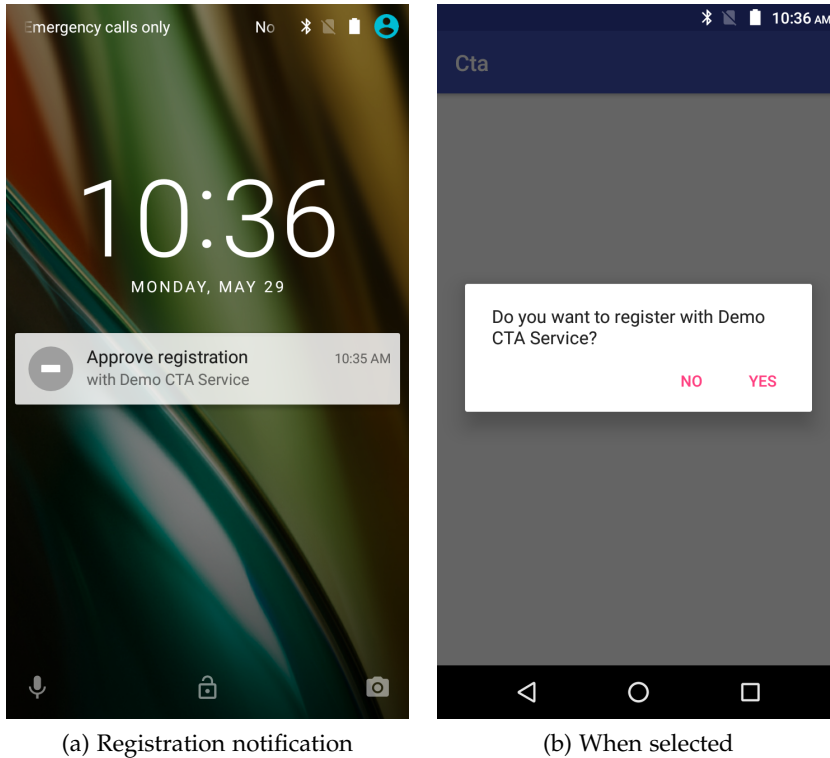 Emergency calls only No
10:36
MONDAY, MAY 29
Approve registration 10:35 AM
with Demo CTA Service
(a) Registration notification
10:36 AM
Cta
Do you want to register with Demo
CTA Service?
NO YES
(b) When selected